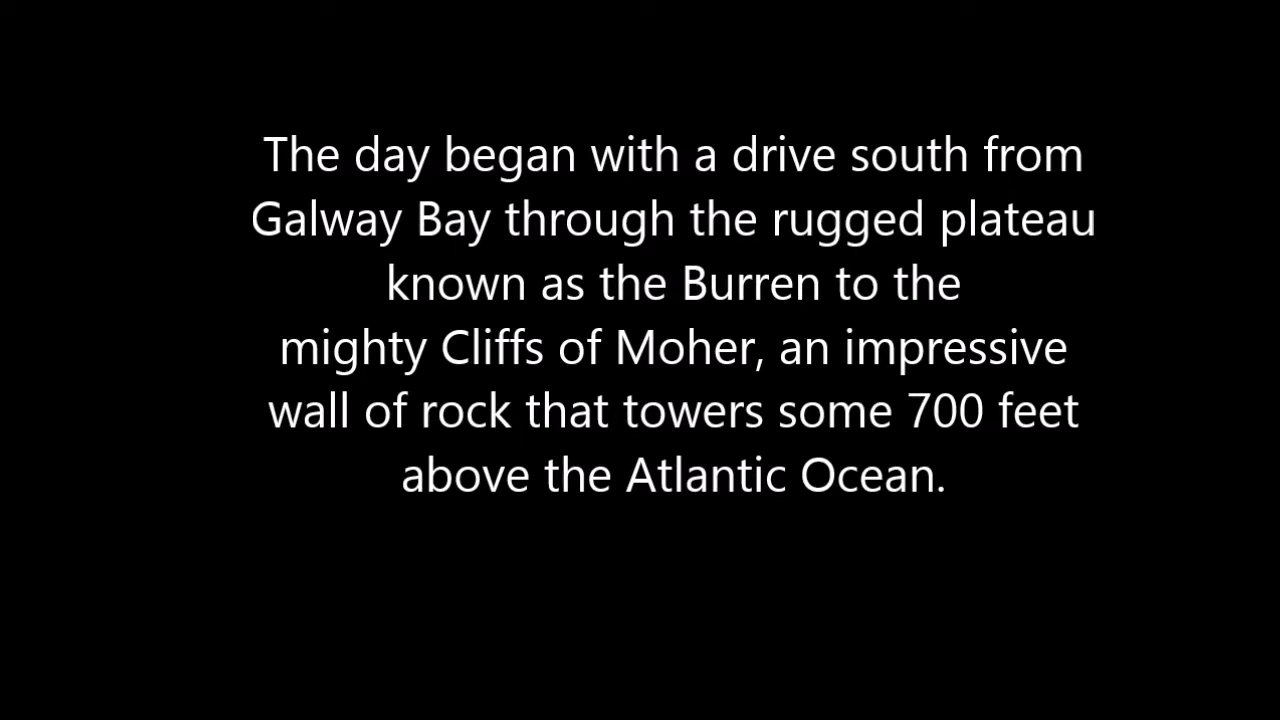 The day began with a drive south from
Galway Bay through the rugged plateau
known as the Burren to the
mighty Cliffs of Moher, an impressive
wall of rock that towers some 700 feet
above the Atlantic Ocean.